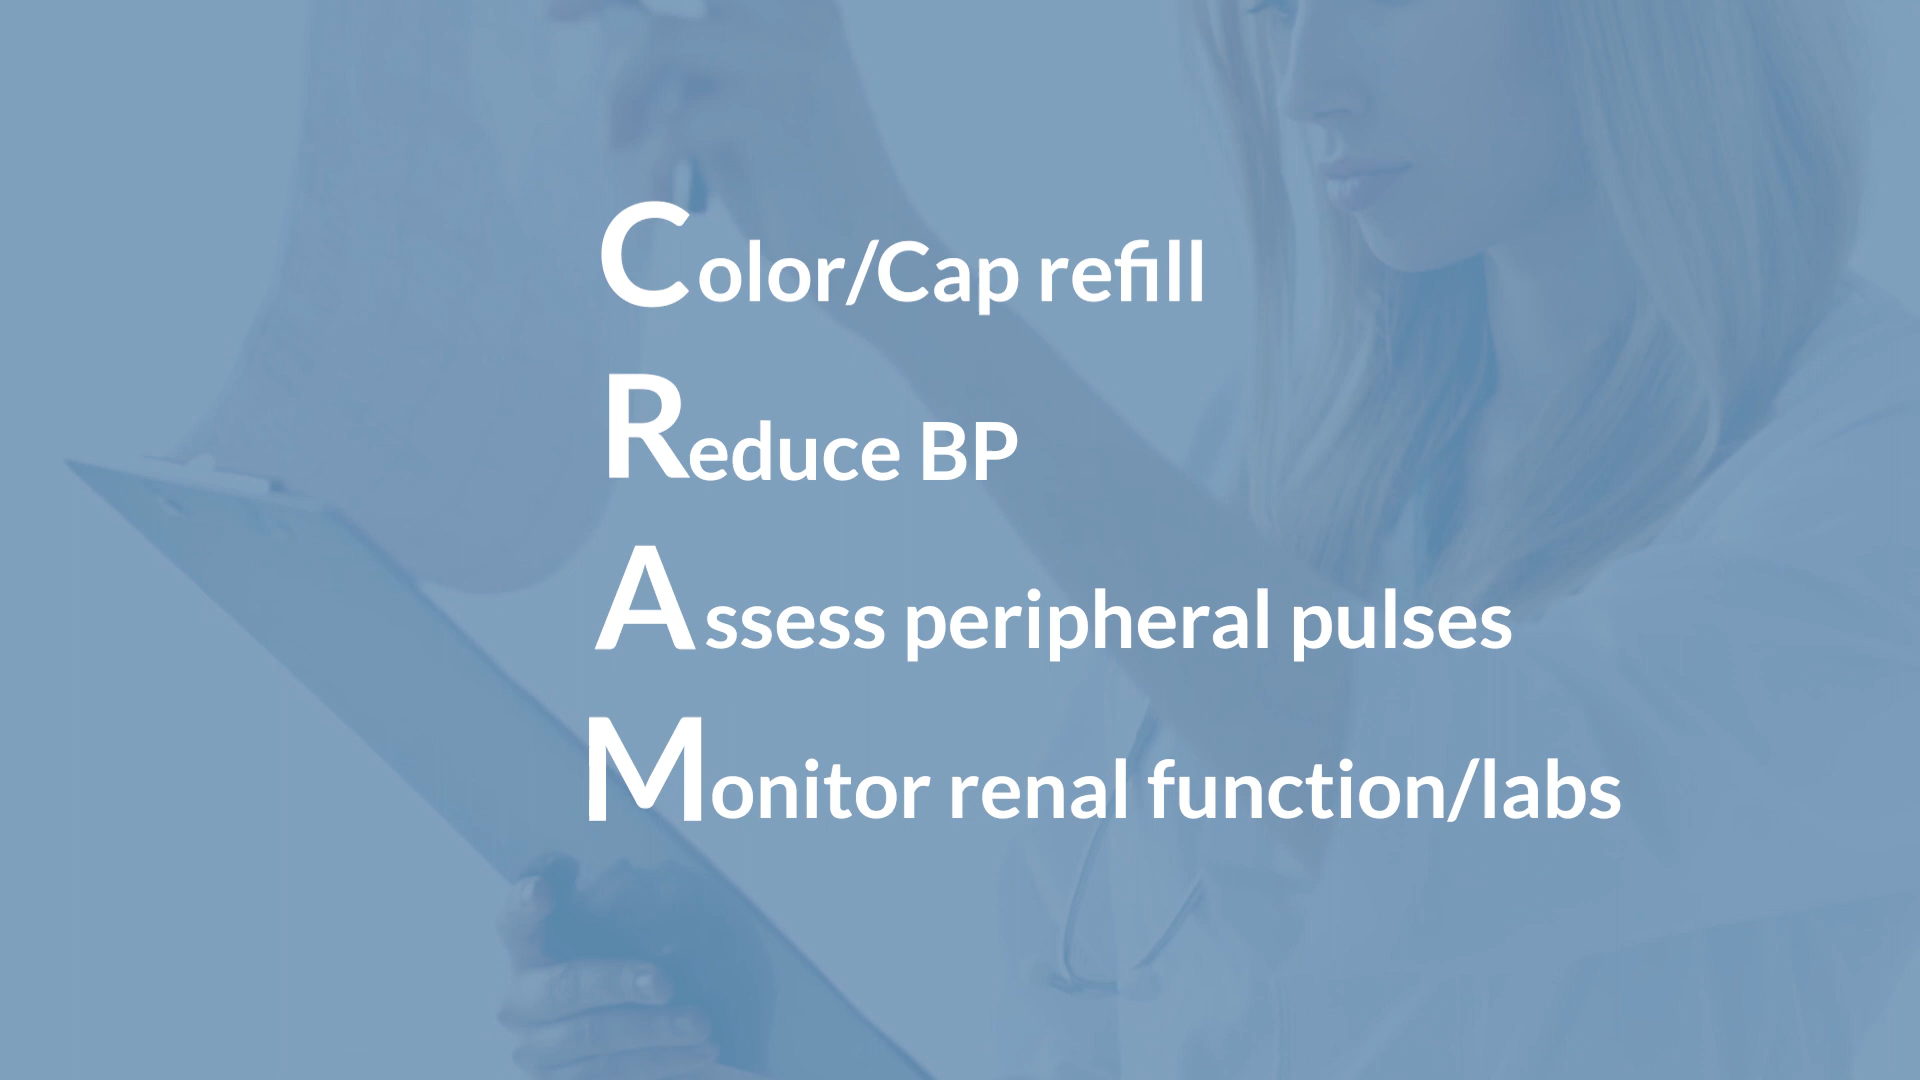 Color/Cap refill
Reduce BP
Assess peripheral pulses
Monitor renal function/labs